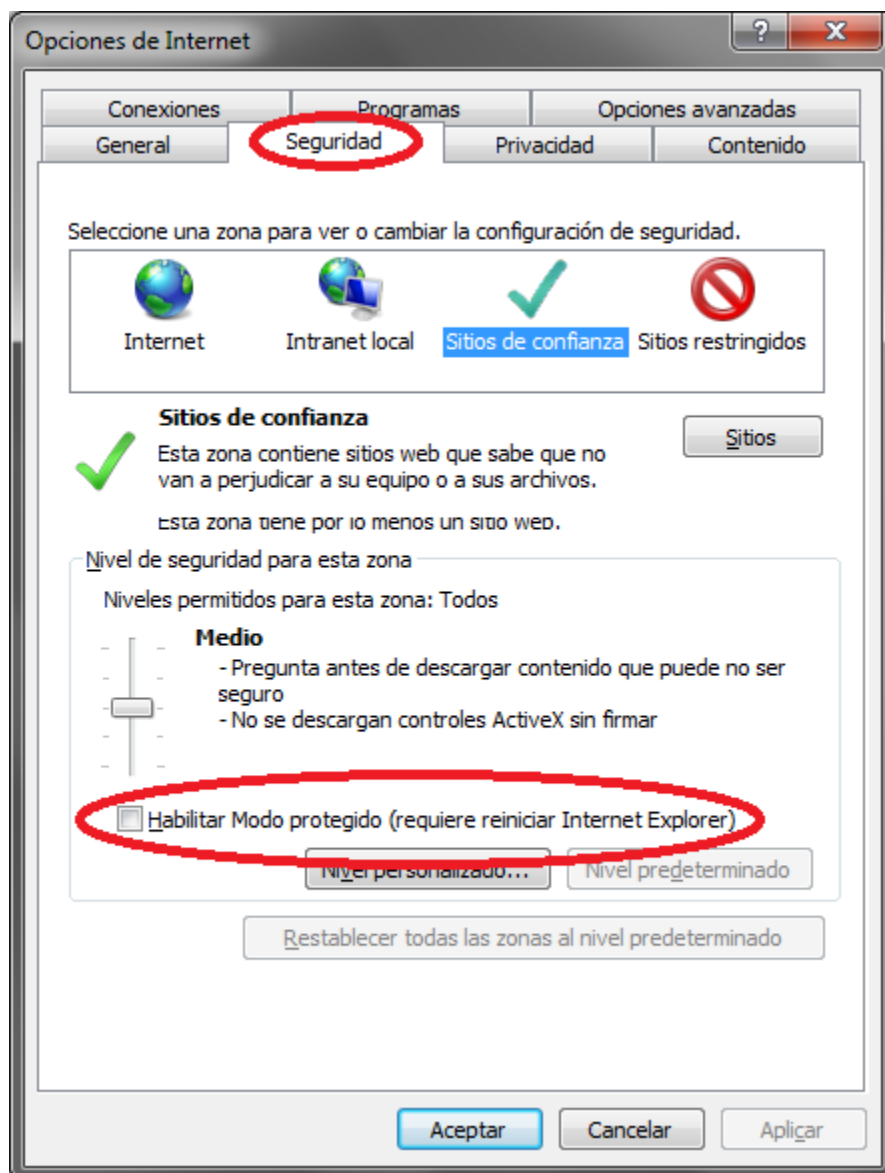 Opciones de Internet
?
X
Conexiones
Programas
Opciones avanzadas
General
Seguridad
Privacidad
Contenido
Seleccione una zona para ver o cambiar la configuración de seguridad.
Internet
Intranet local
Sitios de confianza
Sitios restringidos
Sitios de confianza
Sitios
Esta zona contiene sitios web que sabe que no
van a perjudicar a su equipo o a sus archivos.
Esta zona tiene por lo menos un sitio web.
Nivel de seguridad para esta zona
Niveles permitidos para esta zona: Todos
Medio
- Pregunta antes de descargar contenido que puede no ser
seguro
- No se descargan controles ActiveX sin firmar
Habilitar Modo protegido (requiere reiniciar Internet Explorer)
Nivel personalizado...
Nivel predeterminado
Restablecer todas las zonas al nivel predeterminado
Aceptar
Cancelar
Aplicar